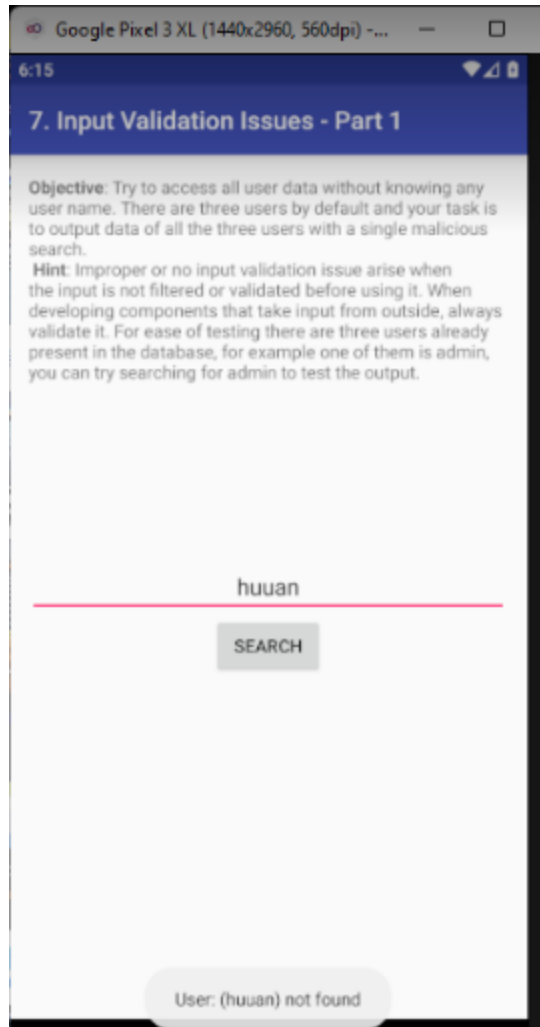 Google Pixel 3 XL (1440x2960, 560dpi) -...
6:15
7. Input Validation Issues - Part 1
Objective: Try to access all user data without knowing any
user name. There are three users by default and your task is
to output data of all the three users with a single malicious
search.
Hint: Improper or no input validation issue arise when
the input is not filtered or validated before using it. When
developing components that take input from outside, always
validate it. For ease of testing there are three users already
present in the database, for example one of them is admin,
you can try searching for admin to test the output.
huuan
SEARCH
User: (huuan) not found